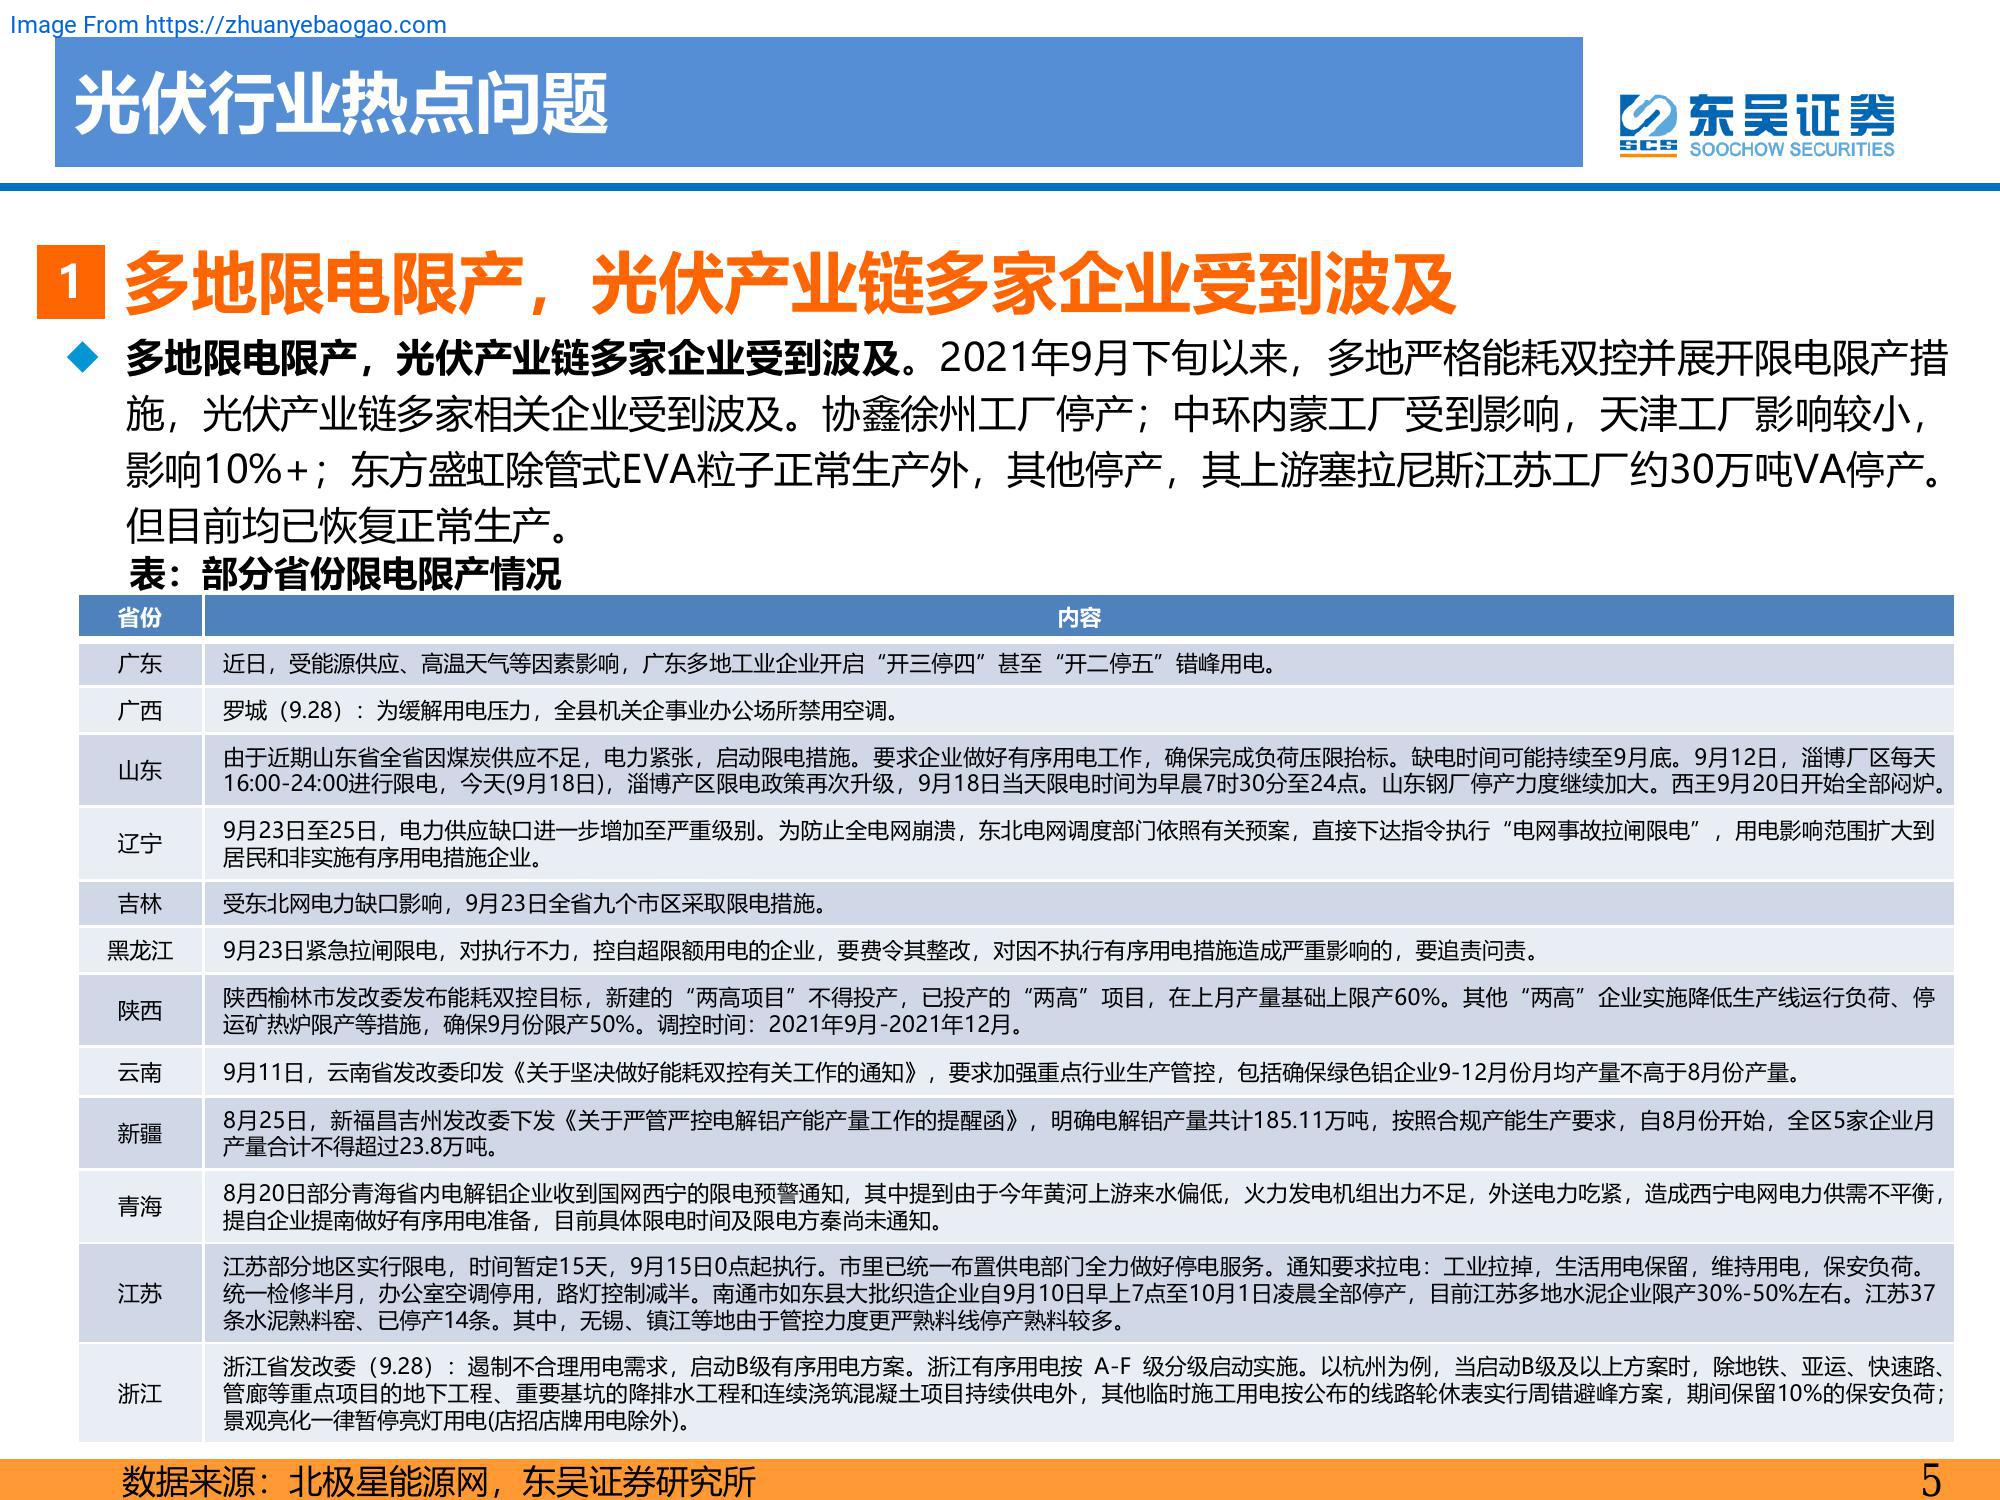 Image From https://zhuanyebaogao.com
光伏行业热点问题
SCS
东吴证券
SOOCHOW SECURITIES
1 多地限电限产，光伏产业链多家企业受到波及
◆ 多地限电限产，光伏产业链多家企业受到波及。2021年9月下旬以来，多地严格能耗双控并展开限电限产措
施，光伏产业链多家相关企业受到波及。协鑫徐州工厂停产；中环内蒙工厂受到影响，天津工厂影响较小，
影响10%+；东方盛虹除管式EVA粒子正常生产外，其他停产，其上游塞拉尼斯江苏工厂约30万吨VA停产。
但目前均已恢复正常生产。
表：部分省份限电限产情况
省份 内容
广东 近日，受能源供应、高温天气等因素影响，广东多地工业企业开启“开三停四”甚至“开二停五”错峰用电。
广西 罗城（9.28）：为缓解用电压力，全县机关企事业办公场所禁用空调。
山东 由于近期山东省全省因煤炭供应不足，电力紧张，启动限电措施。要求企业做好有序用电工作，确保完成负荷压限抬标。缺电时间可能持续至9月底。9月12日，淄博厂区每天
16:00-24:00进行限电，今天(9月18日)，淄博产区限电政策再次升级，9月18日当天限电时间为早晨7时30分至24点。山东钢厂停产力度继续加大。西王9月20日开始全部闷炉。
辽宁 9月23日至25日，电力供应缺口进一步增加至严重级别。为防止全电网崩溃，东北电网调度部门依照有关预案，直接下达指令执行“电网事故拉闸限电”，用电影响范围扩大到
居民和非实施有序用电措施企业。
吉林 受东北网电力缺口影响，9月23日全省九个市区采取限电措施。
黑龙江 9月23日紧急拉闸限电，对执行不力，控自超限额用电的企业，要费令其整改，对因不执行有序用电措施造成严重影响的，要追责问责。
陕西 陕西榆林市发改委发布能耗双控目标，新建的“两高项目”不得投产，已投产的“两高”项目，在上月产量基础上限产60%。其他“两高”企业实施降低生产线运行负荷、停
运矿热炉限产等措施，确保9月份限产50%。调控时间：2021年9月-2021年12月。
云南 9月11日，云南省发改委印发《关于坚决做好能耗双控有关工作的通知》，要求加强重点行业生产管控，包括确保绿色铝企业9-12月份月均产量不高于8月份产量。
新疆 8月25日，新福昌吉州发改委下发《关于严管严控电解铝产能产量工作的提醒函》，明确电解铝产量共计185.11万吨，按照合规产能生产要求，自8月份开始，全区5家企业月
产量合计不得超过23.8万吨。
青海 8月20日部分青海省内电解铝企业收到国网西宁的限电预警通知，其中提到由于今年黄河上游来水偏低，火力发电机组出力不足，外送电力吃紧，造成西宁电网电力供需不平衡，
提自企业提南做好有序用电准备，目前具体限电时间及限电方秦尚未通知。
江苏 江苏部分地区实行限电，时间暂定15天，9月15日0点起执行。市里已统一布置供电部门全力做好停电服务。通知要求拉电：工业拉掉，生活用电保留，维持用电，保安负荷。
统一检修半月，办公室空调停用，路灯控制减半。南通市如东县大批织造企业自9月10日早上7点至10月1日凌晨全部停产，目前江苏多地水泥企业限产30%-50%左右。江苏37
条水泥熟料窑、已停产14条。其中，无锡、镇江等地由于管控力度更严熟料线停产熟料较多。
浙江 浙江省发改委（9.28）：遏制不合理用电需求，启动B级有序用电方案。浙江有序用电按 A-F 级分级启动实施。以杭州为例，当启动B级及以上方案时，除地铁、亚运、快速路、
管廊等重点项目的地下工程、重要基坑的降排水工程和连续浇筑混凝土项目持续供电外，其他临时施工用电按公布的线路轮休表实行周错避峰方案，期间保留10%的保安负荷；
景观亮化一律暂停亮灯用电(店招店牌用电除外)。
数据来源：北极星能源网，东吴证券研究所
5